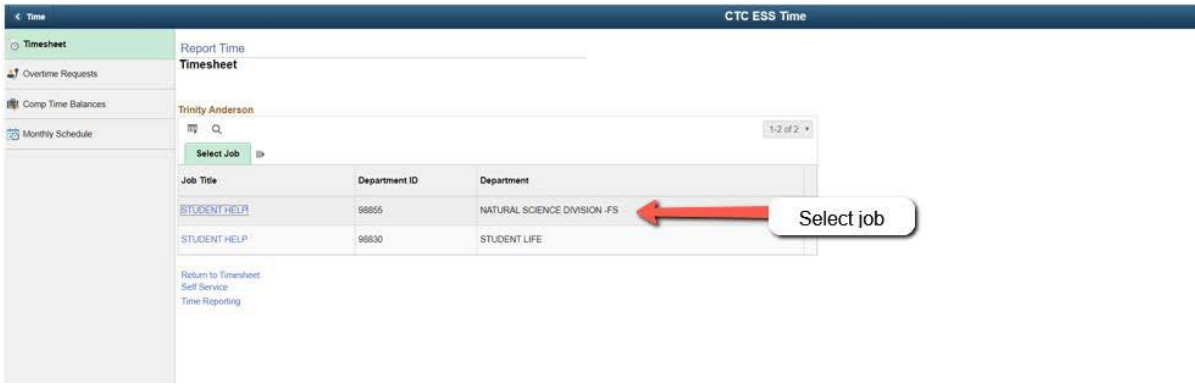 Time
CTC ESS Time
Timesheet
Overtime Requests
Comp Time Balances
Monthly Schedule
Report Time
Timesheet
Trinity Anderson
1-2 of 2
Select Job
Job Title Department ID Department
STUDENT HELP 98855 NATURAL SCIENCE DIVISION -FS
STUDENT HELP 98830 STUDENT LIFE
Select job
Return to Timesheet
Self Service
Time Reporting